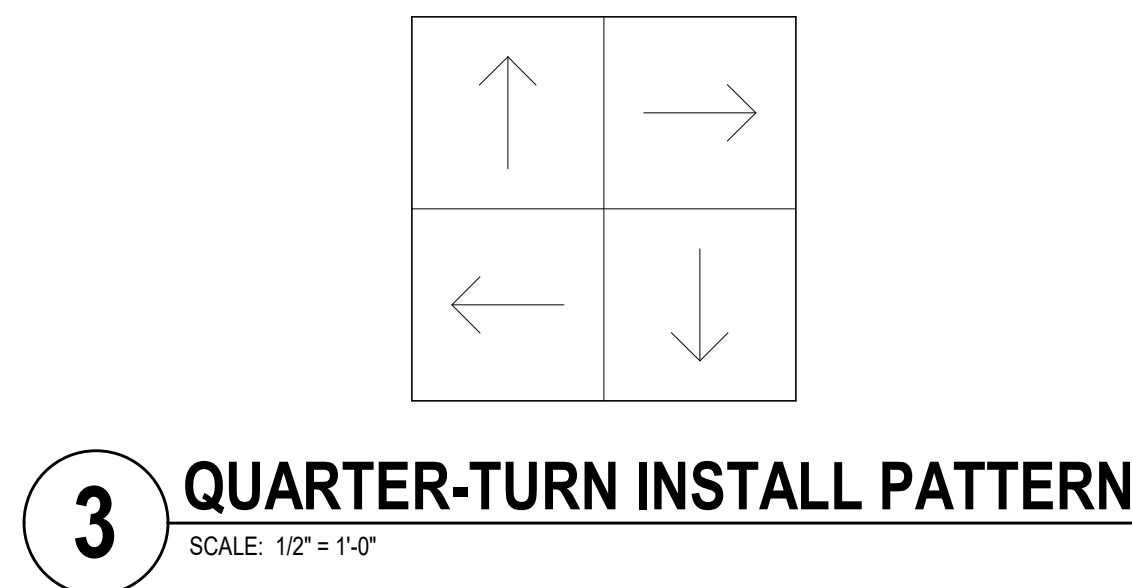 3
QUARTER-TURN INSTALL PATTERN
SCALE: 1/2" = 1'-0"